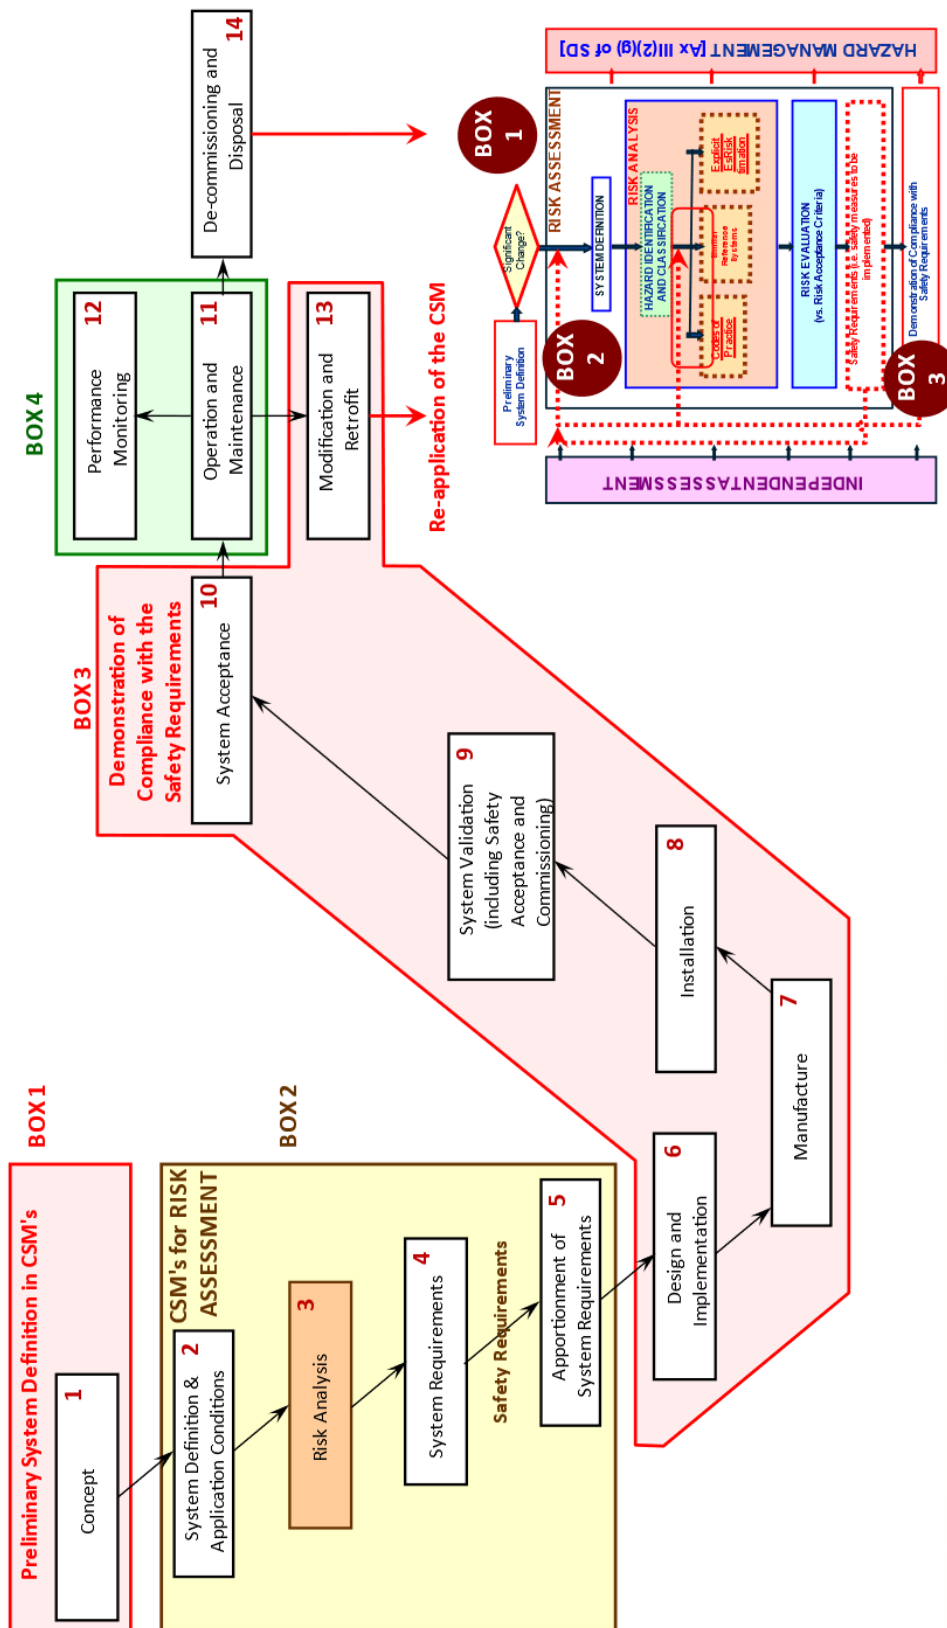 BOX 1
Preliminary System Definition in CSM's
Concept
1
BOX 2
CSM's for RISK
ASSESSMENT
System Definition &
Application Conditions
2
Risk Analysis
3
System Requirements
4
Safety Requirements
Apportionment of
System Requirements
5
BOX 3
Demonstration of
Compliance with the
Safety Requirements
Design and
Implementation
6
Manufacture
7
Installation
8
System Validation
(including Safety
Acceptance and
Commissioning)
9
System Acceptance
10
BOX 4
Operation and
Maintenance
11
Performance
Monitoring
12
Modification and
Retrofit
13
De-commissioning and
Disposal
14
Re-application of the CSM
BOX
1
Preliminary
System Definition
Significant
Change?
BOX
2
RISK ASSESSMENT
SYSTEM DEFINITION
RISK ANALYSIS
HAZARD IDENTIFICATION
AND CLASSIFICATION
Codes of
Practice
Similar
Reference
Systems
Explicit
EsRisk
timation
RISK EVALUATION
(vs. Risk Acceptance Criteria)
Safety Requirements (i.e. safety measures to be
implemented)
BOX
3
Demonstration of Compliance with
Safety Requirements
INDEPENDENT ASSESSMENT
HAZARD MANAGEMENT [Ax III(2)(g) of SD]